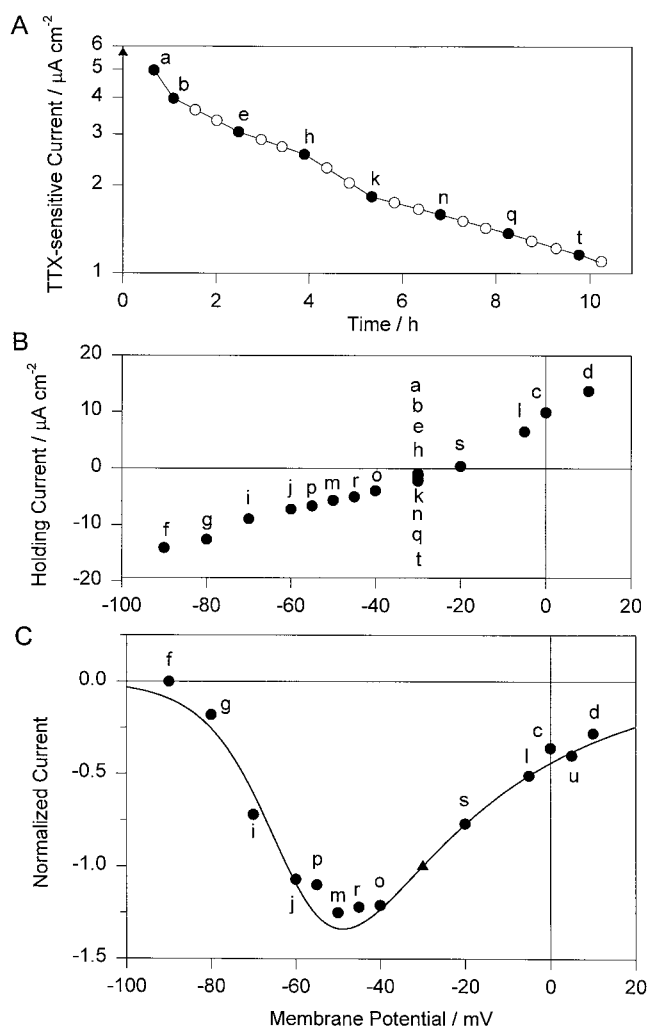 A
TTX-sensitive Current / µA cm-2
6
5
4
3
2
1
a
b
e
h
k
n
q
t
0 2 4 6 8 10
Time / h
B
Holding Current / µA cm-2
20
10
0
-10
-20
f
g
i
j
p
m
r
o
a
b
e
h
k
n
q
t
s
l
c
d
-100 -80 -60 -40 -20 0 20
C
Normalized Current
0.0
-0.5
-1.0
-1.5
f
g
i
j
p
m
r
o
s
l
c
u
d
-100 -80 -60 -40 -20 0 20
Membrane Potential / mV